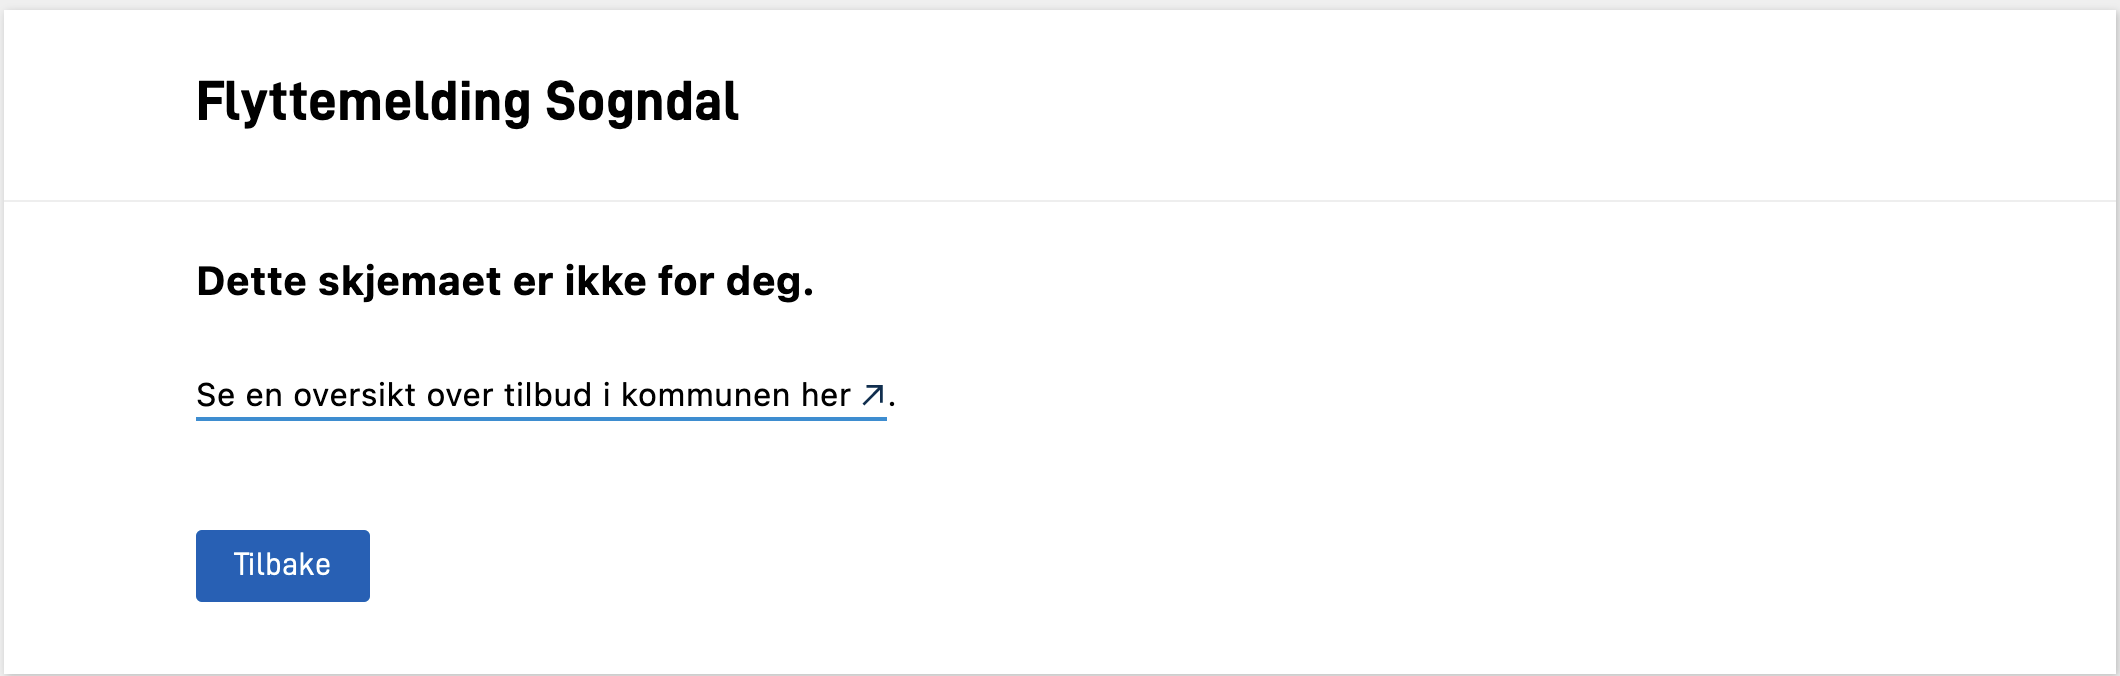 Flyttemelding Sogndal
Dette skjemaet er ikke for deg.
Se en oversikt over tilbud i kommunen her ↗.
Tilbake